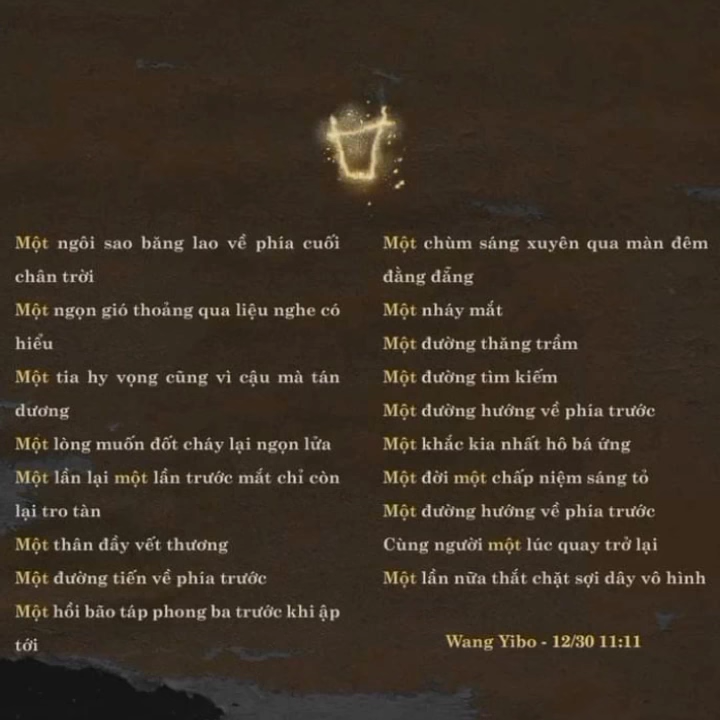 Một ngôi sao băng lao về phía cuối
chân trời
Một ngọn gió thoảng qua liệu nghe có
hiểu
Một tia hy vọng cũng vì cậu mà tán
dương
Một lòng muốn đốt cháy lại ngọn lửa
Một lần lại một lần trước mắt chỉ còn
lại tro tàn
Một thân đầy vết thương
Một đường tiến về phía trước
Một hồi bão táp phong ba trước khi ập
tới
Một chùm sáng xuyên qua màn đêm
đằng đẵng
Một nháy mắt
Một đường thăng trầm
Một đường tìm kiếm
Một đường hướng về phía trước
Một khắc kia nhất hô bá ứng
Một đời một chấp niệm sáng tỏ
Một đường hướng về phía trước
Cùng người một lúc quay trở lại
Một lần nữa thắt chặt sợi dây vô hình
Wang Yibo - 12/30 11:11